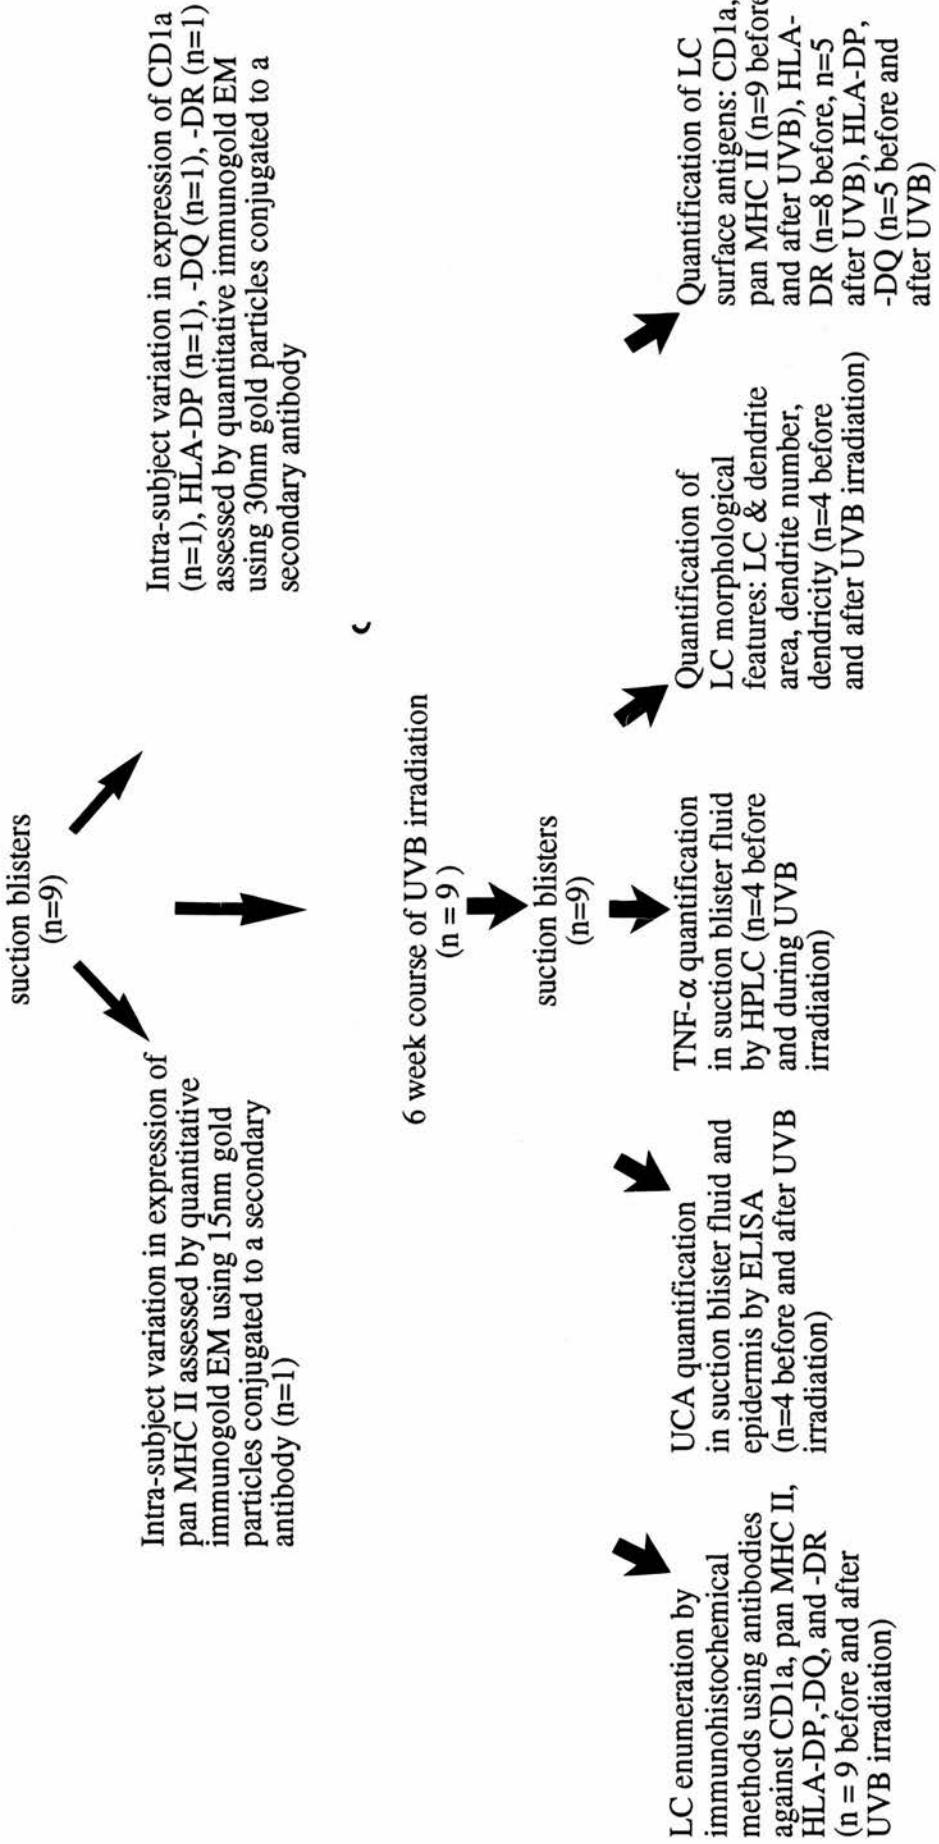 suction blisters
(n=9)
Intra-subject variation in expression of
pan MHC II assessed by quantitative
immunogold EM using 15nm gold
particles conjugated to a secondary
antibody (n=1)
Intra-subject variation in expression of CD1a
(n=1), HLA-DP (n=1), -DQ (n=1), -DR (n=1)
assessed by quantitative immunogold EM
using 30nm gold particles conjugated to a
secondary antibody
6 week course of UVB irradiation
(n = 9 )
suction blisters
(n=9)
LC enumeration by
immunohistochemical
methods using antibodies
against CD1a, pan MHC II,
HLA-DP,-DQ, and -DR
(n = 9 before and after
UVB irradiation)
UCA quantification
in suction blister fluid and
epidermis by ELISA
(n=4 before and after UVB
irradiation)
TNF-α quantification
in suction blister fluid
by HPLC (n=4 before
and during UVB
irradiation)
Quantification of
LC morphological
features: LC & dendrite
area, dendrite number,
dendricity (n=4 before
and after UVB irradiation)
Quantification of LC
surface antigens: CD1a,
pan MHC II (n=9 before
and after UVB), HLA-
DR (n=8 before, n=5
after UVB), HLA-DP,
-DQ (n=5 before and
after UVB)